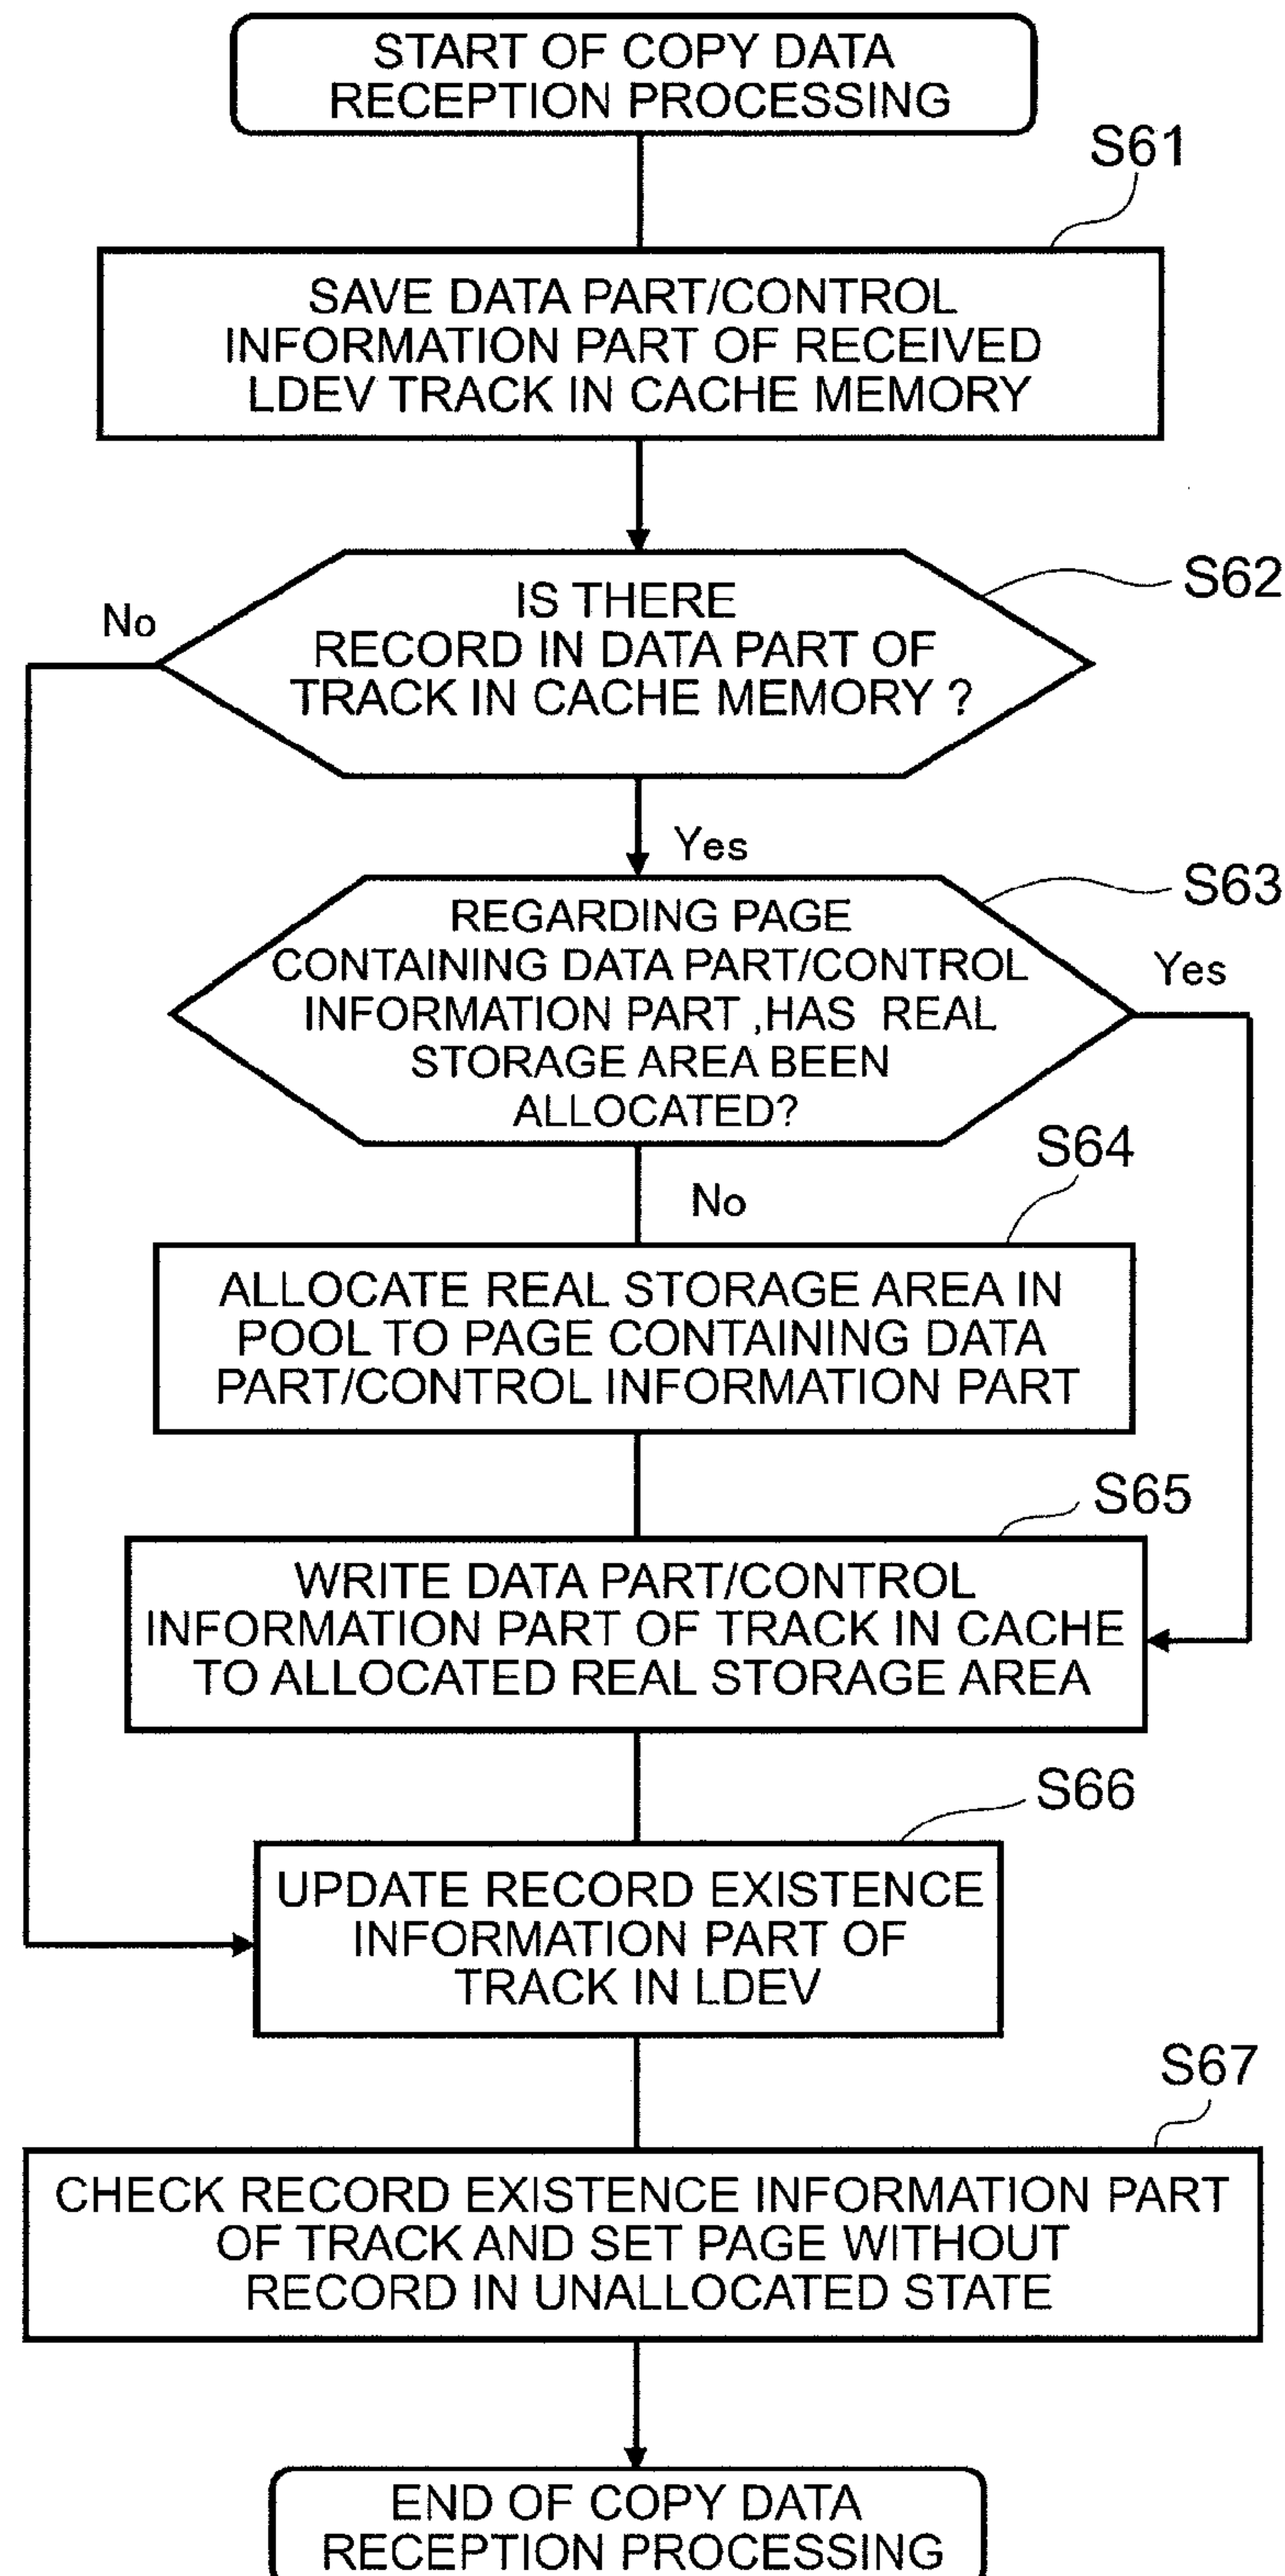 START OF COPY DATA
RECEPTION PROCESSING
S61
SAVE DATA PART/CONTROL
INFORMATION PART OF RECEIVED
LDEV TRACK IN CACHE MEMORY
S62
No
IS THERE
RECORD IN DATA PART OF
TRACK IN CACHE MEMORY ?
Yes
S63
REGARDING PAGE
CONTAINING DATA PART/CONTROL
INFORMATION PART ,HAS REAL
STORAGE AREA BEEN
ALLOCATED?
Yes
No
S64
ALLOCATE REAL STORAGE AREA IN
POOL TO PAGE CONTAINING DATA
PART/CONTROL INFORMATION PART
S65
WRITE DATA PART/CONTROL
INFORMATION PART OF TRACK IN CACHE
TO ALLOCATED REAL STORAGE AREA
S66
UPDATE RECORD EXISTENCE
INFORMATION PART OF
TRACK IN LDEV
S67
CHECK RECORD EXISTENCE INFORMATION PART
OF TRACK AND SET PAGE WITHOUT
RECORD IN UNALLOCATED STATE
END OF COPY DATA
RECEPTION PROCESSING